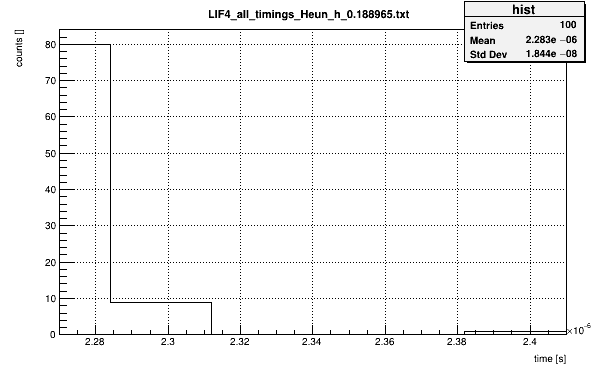 LIF4_all_timings_Heun_h_0.188965.txt
hist
Entries 100
Mean 2.283e −06
Std Dev 1.844e −08
counts []
80
70
60
50
40
30
20
10
0
2.28 2.3 2.32 2.34 2.36 2.38 2.4
×10⁻⁶
time [s]